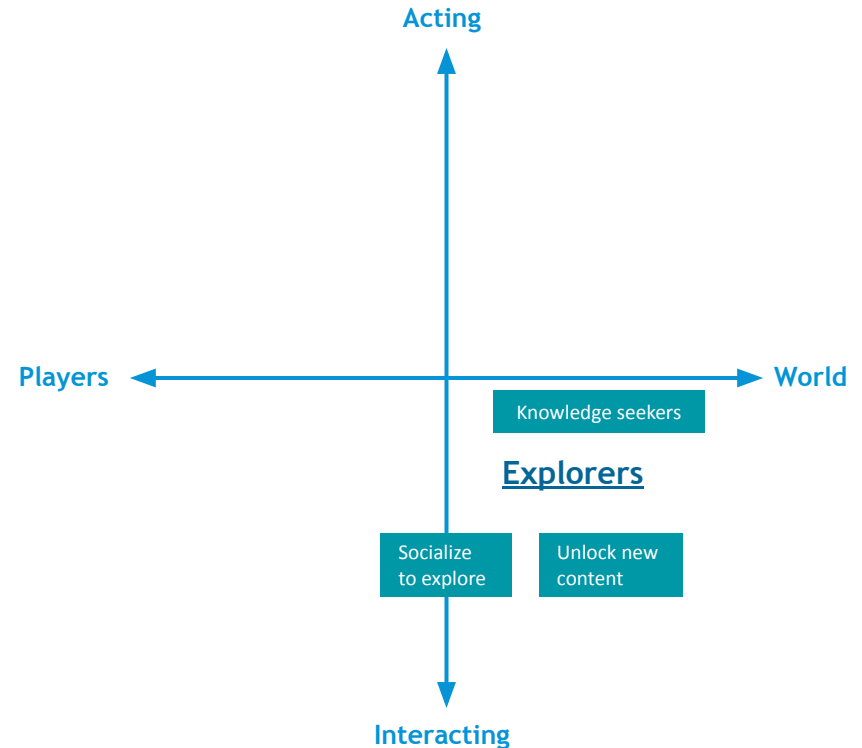 Acting
Players
World
Knowledge seekers
Explorers
Socialize
to explore
Unlock new
content
Interacting